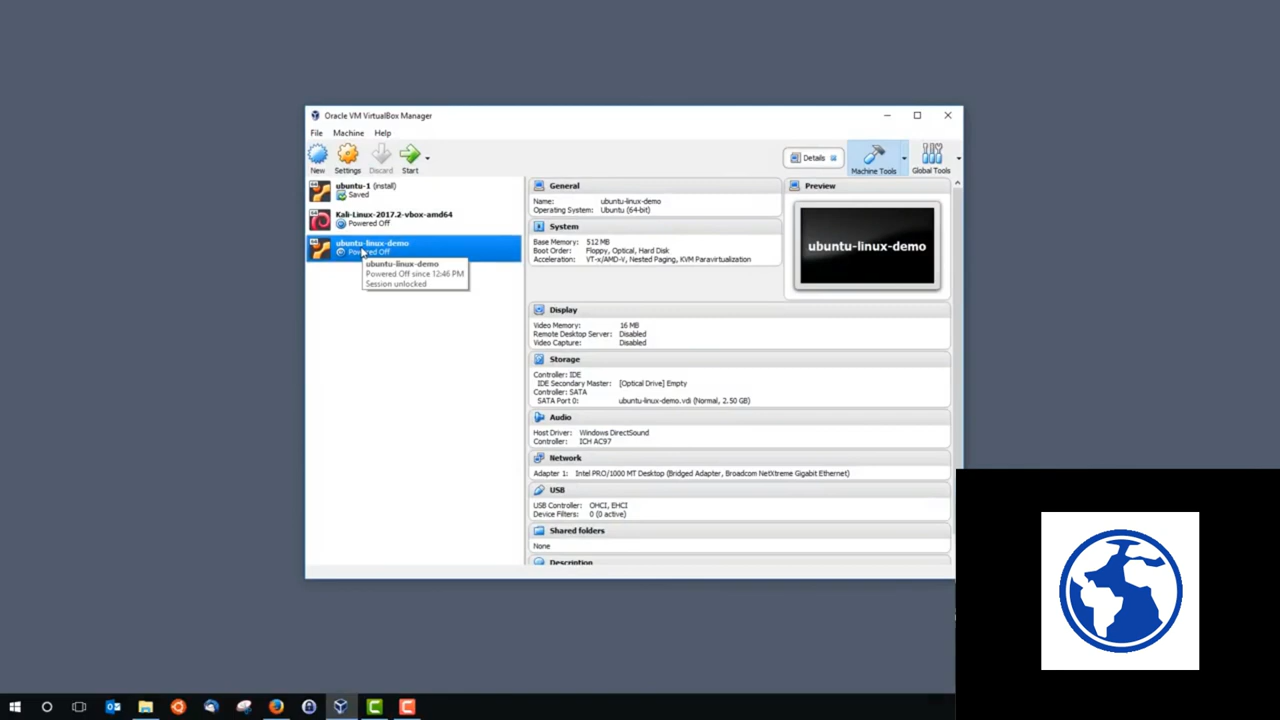 Oracle VM VirtualBox Manager
File Machine Help
New Settings Discard Start
Details Machine Tools Global Tools
ubuntu-1 (install)
Saved
Kali-Linux-2017.2-vbox-amd64
Powered Off
ubuntu-linux-demo
Powered Off
ubuntu-linux-demo
Powered Off since 12:46 PM
Session unlocked
General
Name: ubuntu-linux-demo
Operating System: Ubuntu (64-bit)
System
Base Memory: 512 MB
Boot Order: Floppy, Optical, Hard Disk
Acceleration: VT-x/AMD-V, Nested Paging, KVM Paravirtualization
Preview
ubuntu-linux-demo
Display
Video Memory: 16 MB
Remote Desktop Server: Disabled
Video Capture: Disabled
Storage
Controller: IDE
IDE Secondary Master: [Optical Drive] Empty
Controller: SATA
SATA Port 0: ubuntu-linux-demo.vdi (Normal, 2.50 GB)
Audio
Host Driver: Windows DirectSound
Controller: ICH AC97
Network
Adapter 1: Intel PRO/1000 MT Desktop (Bridged Adapter, Broadcom NetXtreme Gigabit Ethernet)
USB
USB Controller: OHCI, EHCI
Device Filters: 0 (0 active)
Shared folders
None
Description